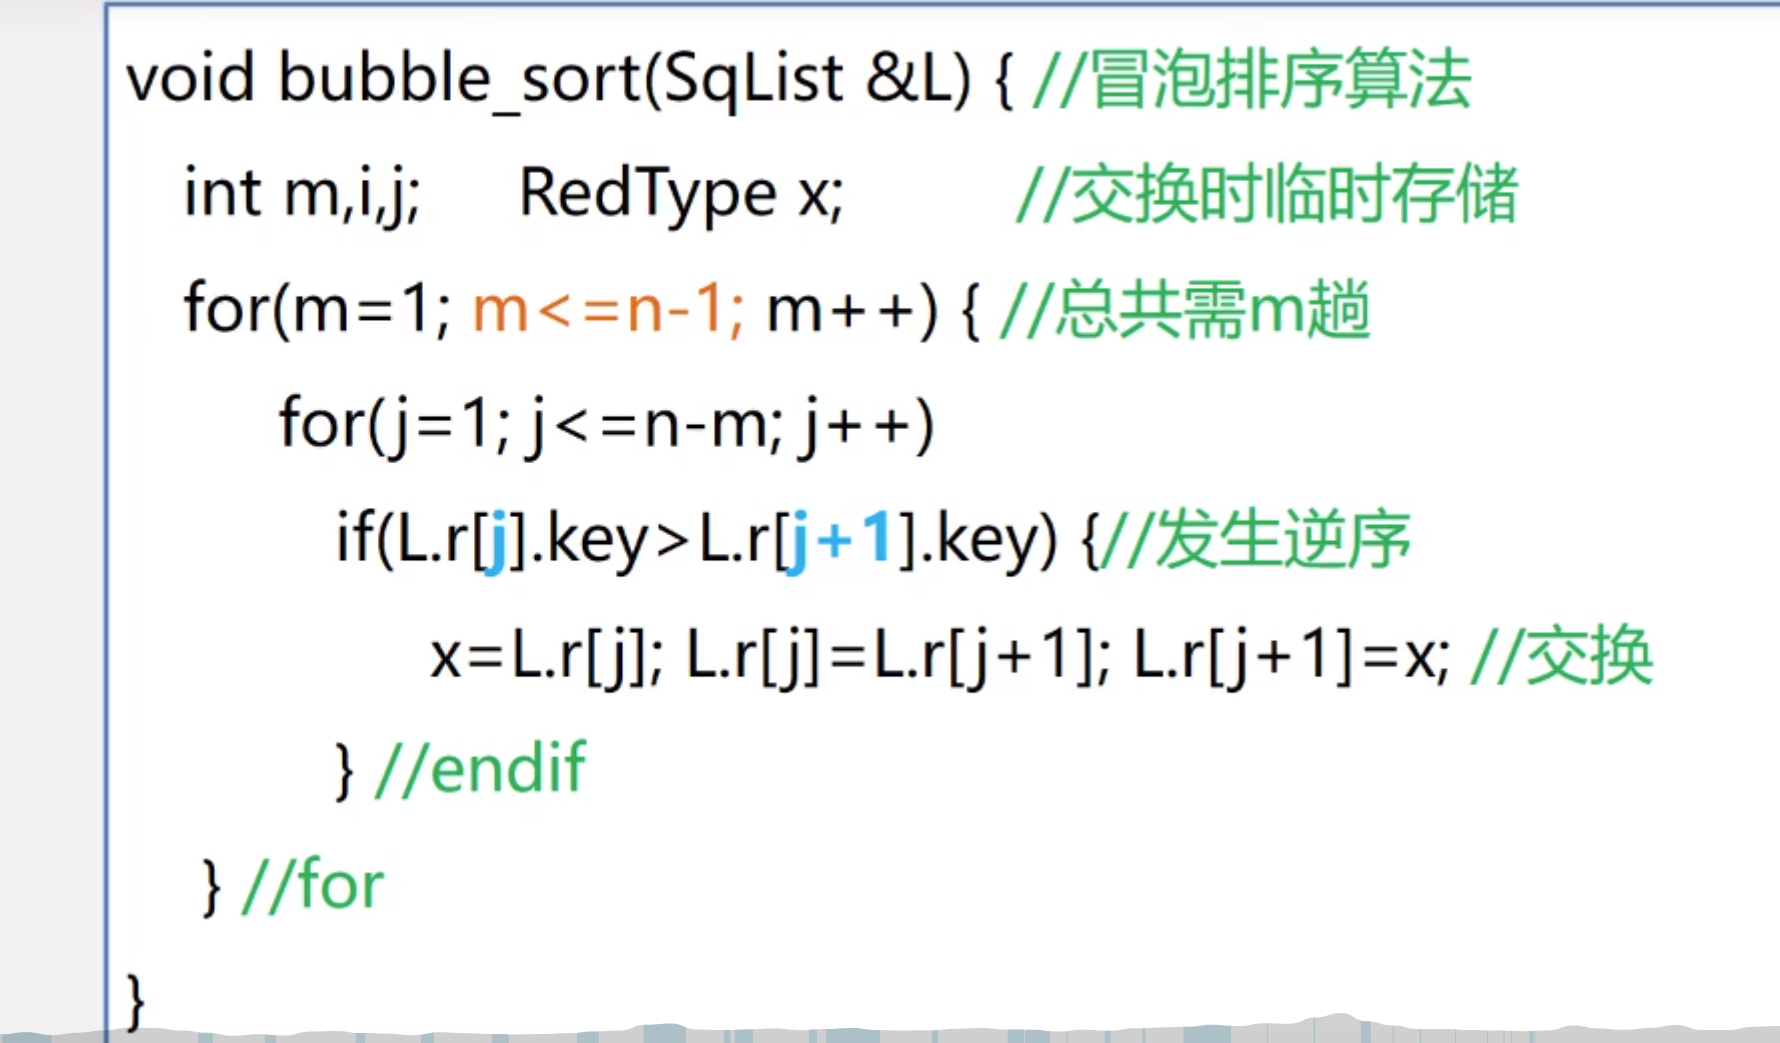 void bubble_sort(SqList &L) { //冒泡排序算法
int m,i,j; RedType x; //交换时临时存储
for(m=1; m<=n-1; m++) { //总共需m趟
for(j=1; j<=n-m; j++)
if(L.r[j].key>L.r[j+1].key) {//发生逆序
x=L.r[j]; L.r[j]=L.r[j+1]; L.r[j+1]=x; //交换
} //endif
} //for
}